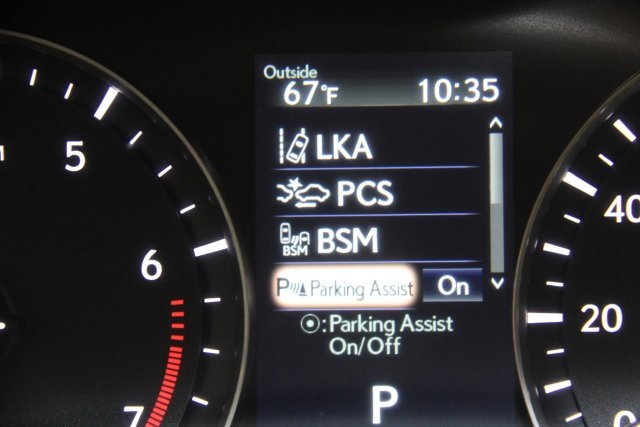 Outside
67°F 10:35
LKA
PCS
BSM BSM
P Parking Assist On
: Parking Assist
On/Off
P
5
6
7
40
20